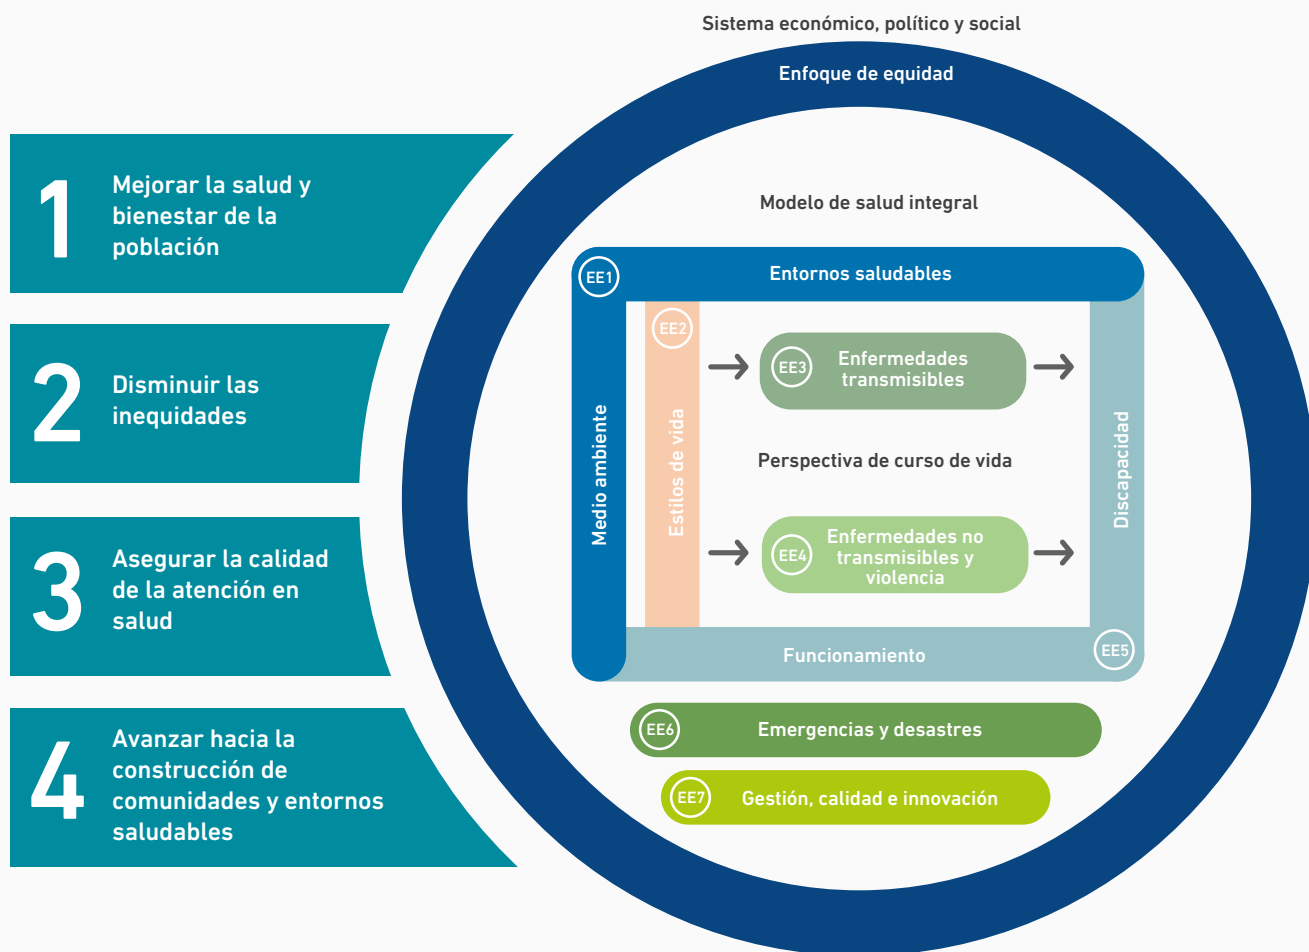 Sistema económico, político y social
Enfoque de equidad
1
Mejorar la salud y
bienestar de la
población
2
Disminuir las
inequidades
3
Asegurar la calidad
de la atención en
salud
4
Avanzar hacia la
construcción de
comunidades y entornos
saludables
Modelo de salud integral
EE1
Entornos saludables
Medio ambiente
EE2
Estilos de vida
EE3
Enfermedades
transmisibles
Perspectiva de curso de vida
EE4
Enfermedades no
transmisibles y
violencia
Discapacidad
Funcionamiento
EE5
EE6
Emergencias y desastres
EE7
Gestión, calidad e innovación